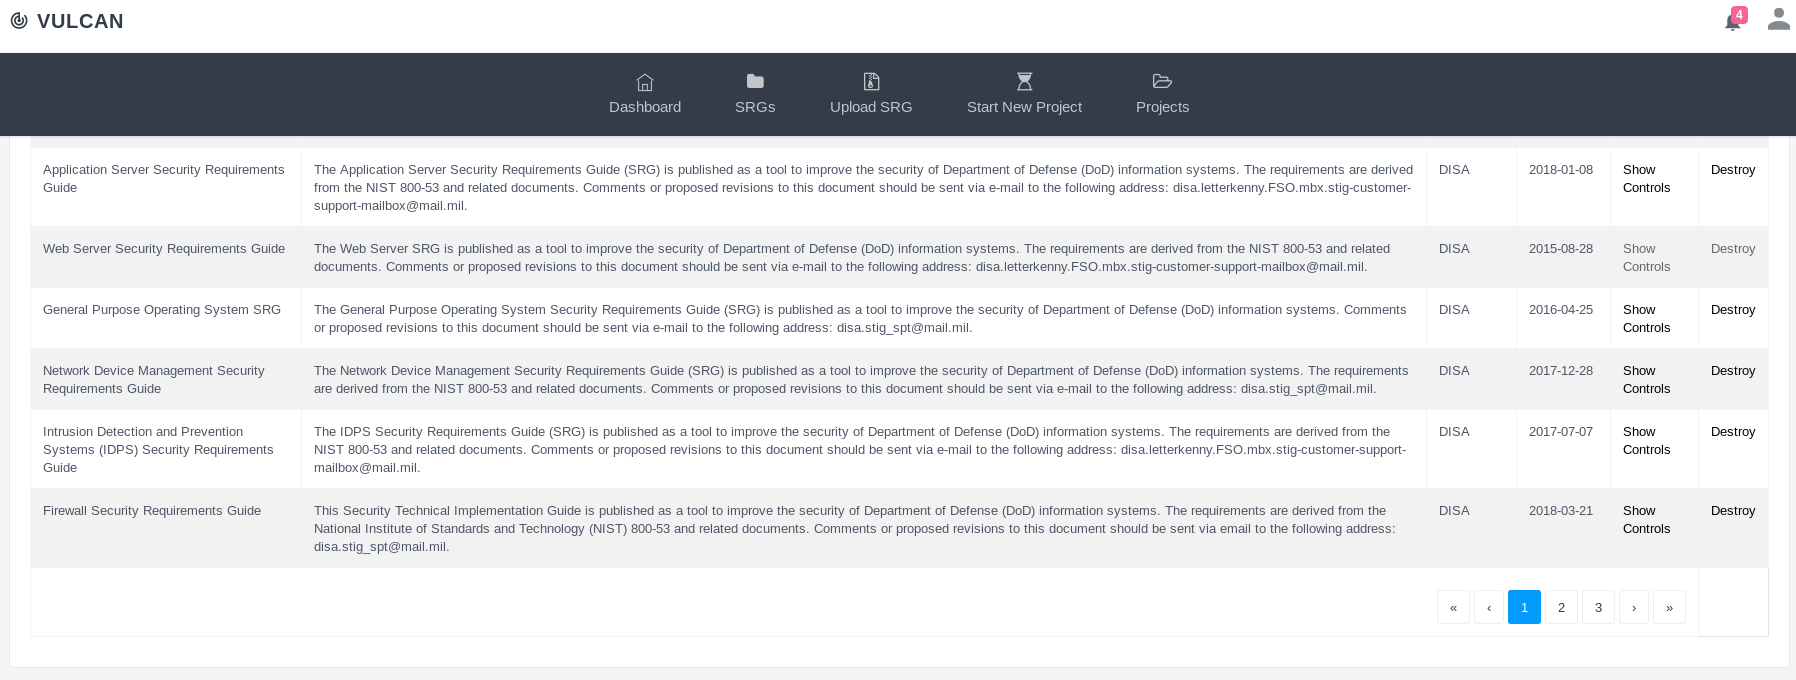 VULCAN
4
Dashboard SRGs Upload SRG Start New Project Projects
Application Server Security Requirements The Application Server Security Requirements Guide (SRG) is published as a tool to improve the security of Department of Defense (DoD) information systems. The requirements are derived DISA 2018-01-08 Show Destroy
Guide from the NIST 800-53 and related documents. Comments or proposed revisions to this document should be sent via e-mail to the following address: disa.letterkenny.FSO.mbx.stig-customer- Controls
support-mailbox@mail.mil.
Web Server Security Requirements Guide The Web Server SRG is published as a tool to improve the security of Department of Defense (DoD) information systems. The requirements are derived from the NIST 800-53 and related DISA 2015-08-28 Show Destroy
documents. Comments or proposed revisions to this document should be sent via e-mail to the following address: disa.letterkenny.FSO.mbx.stig-customer-support-mailbox@mail.mil. Controls
General Purpose Operating System SRG The General Purpose Operating System Security Requirements Guide (SRG) is published as a tool to improve the security of Department of Defense (DoD) information systems. Comments DISA 2016-04-25 Show Destroy
or proposed revisions to this document should be sent via e-mail to the following address: disa.stig_spt@mail.mil. Controls
Network Device Management Security The Network Device Management Security Requirements Guide (SRG) is published as a tool to improve the security of Department of Defense (DoD) information systems. The requirements DISA 2017-12-28 Show Destroy
Requirements Guide are derived from the NIST 800-53 and related documents. Comments or proposed revisions to this document should be sent via e-mail to the following address: disa.stig_spt@mail.mil. Controls
Intrusion Detection and Prevention The IDPS Security Requirements Guide (SRG) is published as a tool to improve the security of Department of Defense (DoD) information systems. The requirements are derived from the DISA 2017-07-07 Show Destroy
Systems (IDPS) Security Requirements NIST 800-53 and related documents. Comments or proposed revisions to this document should be sent via e-mail to the following address: disa.letterkenny.FSO.mbx.stig-customer-support- Controls
Guide mailbox@mail.mil.
Firewall Security Requirements Guide This Security Technical Implementation Guide is published as a tool to improve the security of Department of Defense (DoD) information systems. The requirements are derived from the DISA 2018-03-21 Show Destroy
National Institute of Standards and Technology (NIST) 800-53 and related documents. Comments or proposed revisions to this document should be sent via email to the following address: Controls
disa.stig_spt@mail.mil.
« ‹ 1 2 3 › »